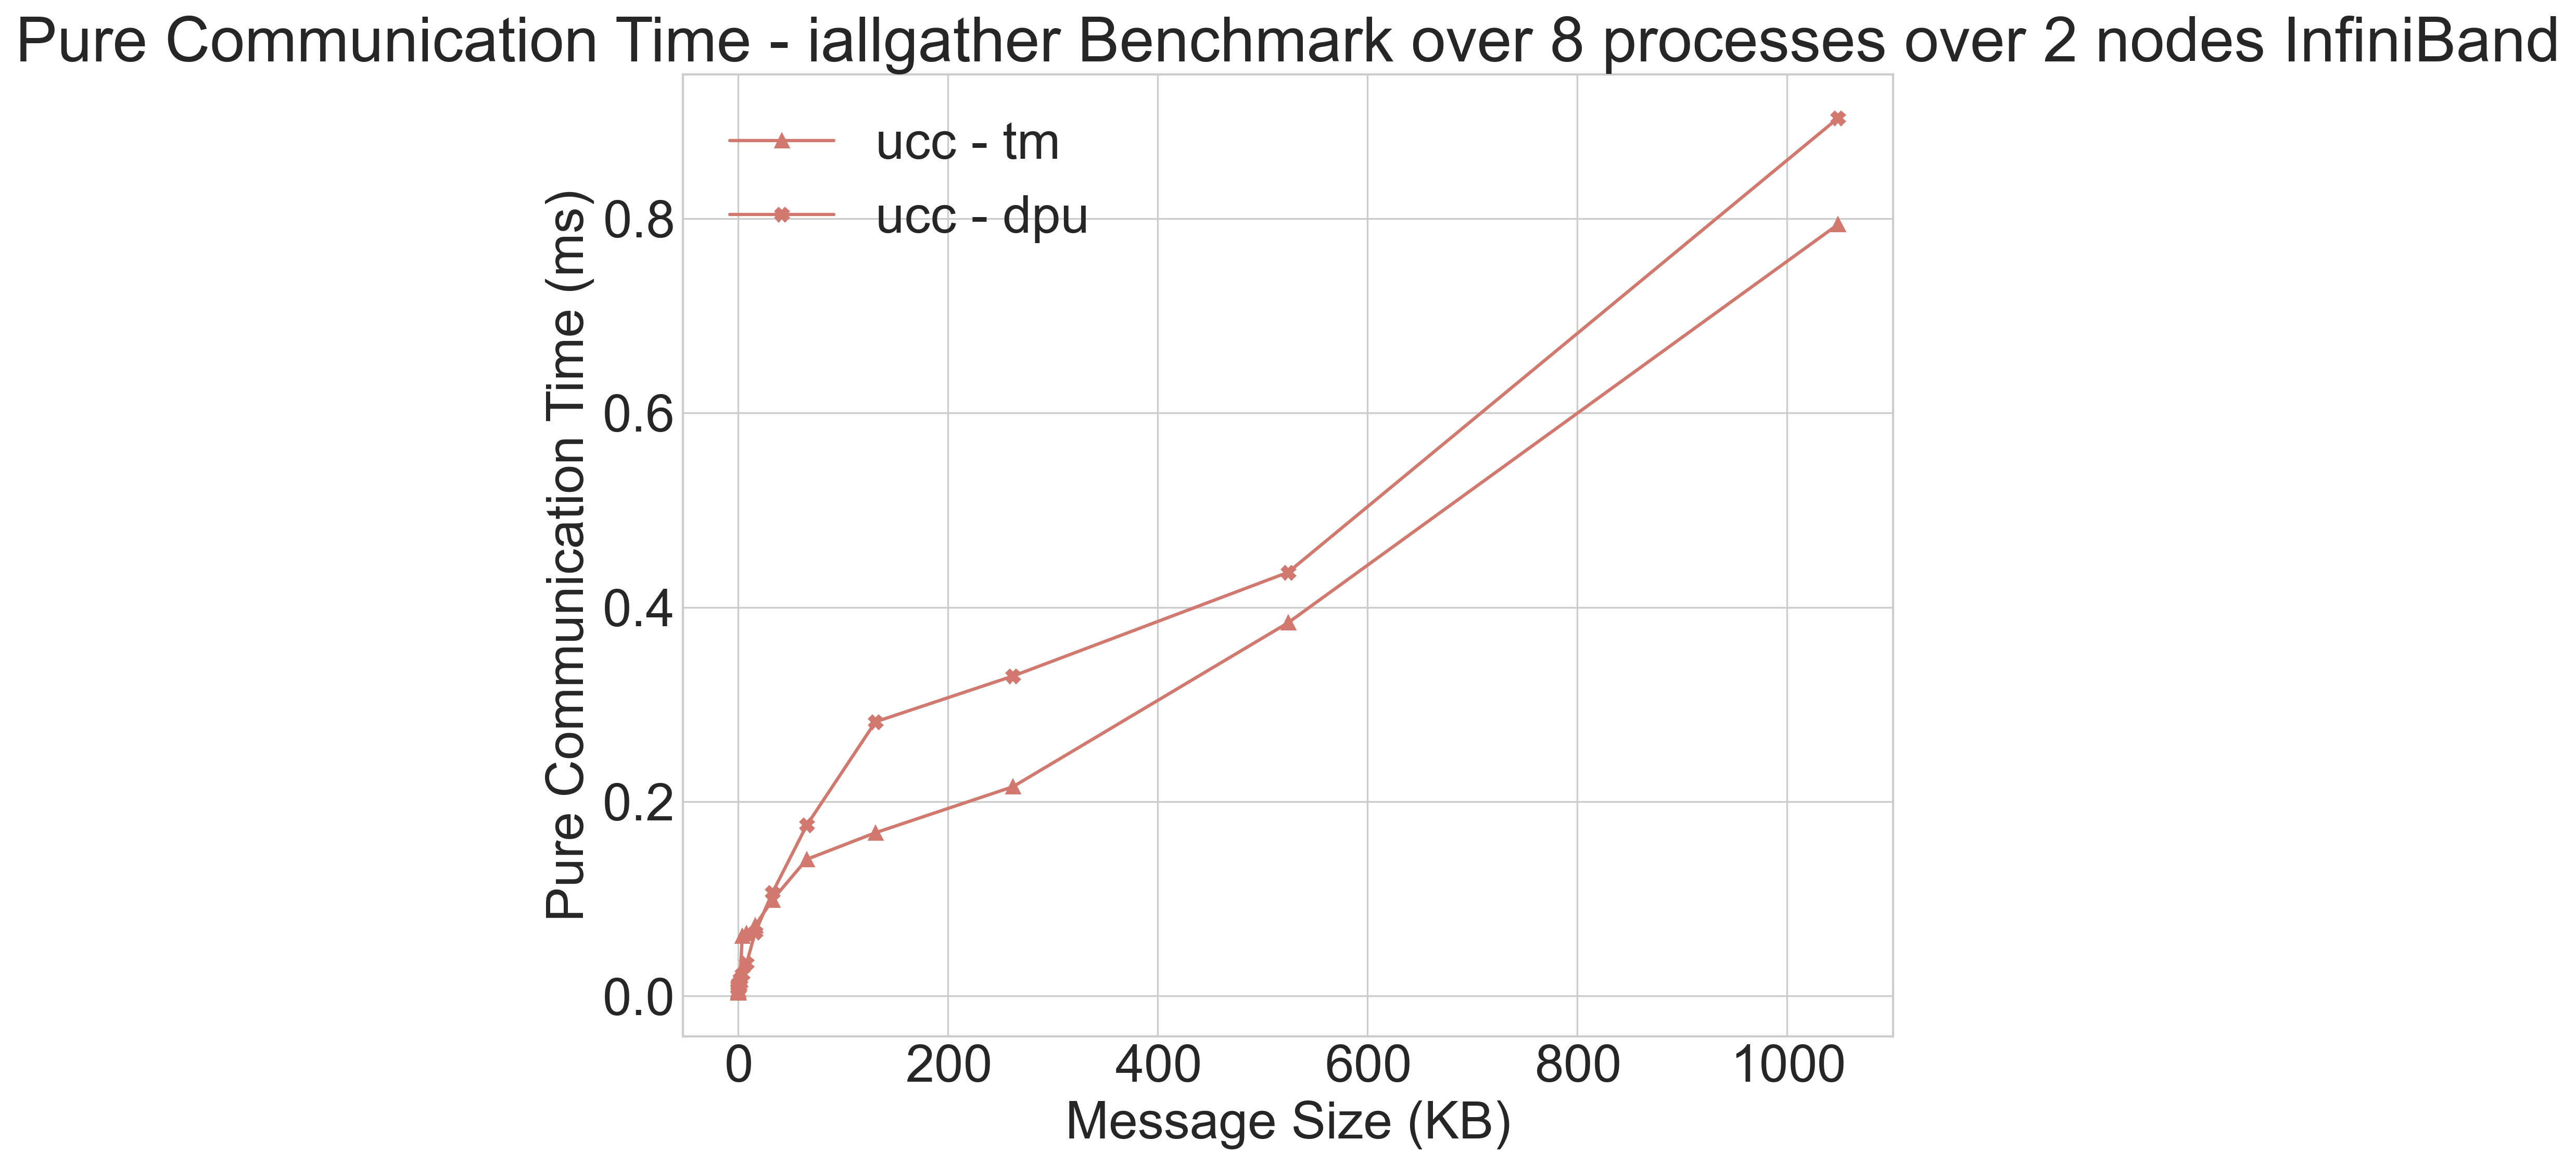 Pure Communication Time - iallgather Benchmark over 8 processes over 2 nodes InfiniBand
ucc - tm
ucc - dpu
Pure Communication Time (ms)
0.8
0.6
0.4
0.2
0.0
0 200 400 600 800 1000
Message Size (KB)